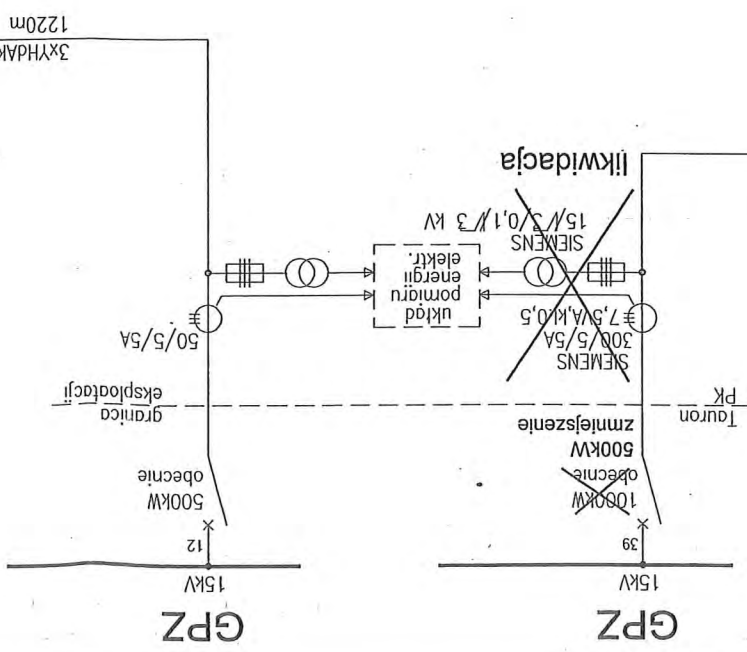 GPZ
15kV
39
1000kW
obecnie
500kW
zmniejszenie
Tauron
PK
SIEMENS
300/5/5A
7,5VA,kl.0,5
SIEMENS
15/√3/0,1/√3 kV
likwidacja
układ
pomiaru
energii
elektr.
GPZ
15kV
12
500kW
obecnie
granica
eksploatacji
50/5/5A
3xYHdAk
1220m